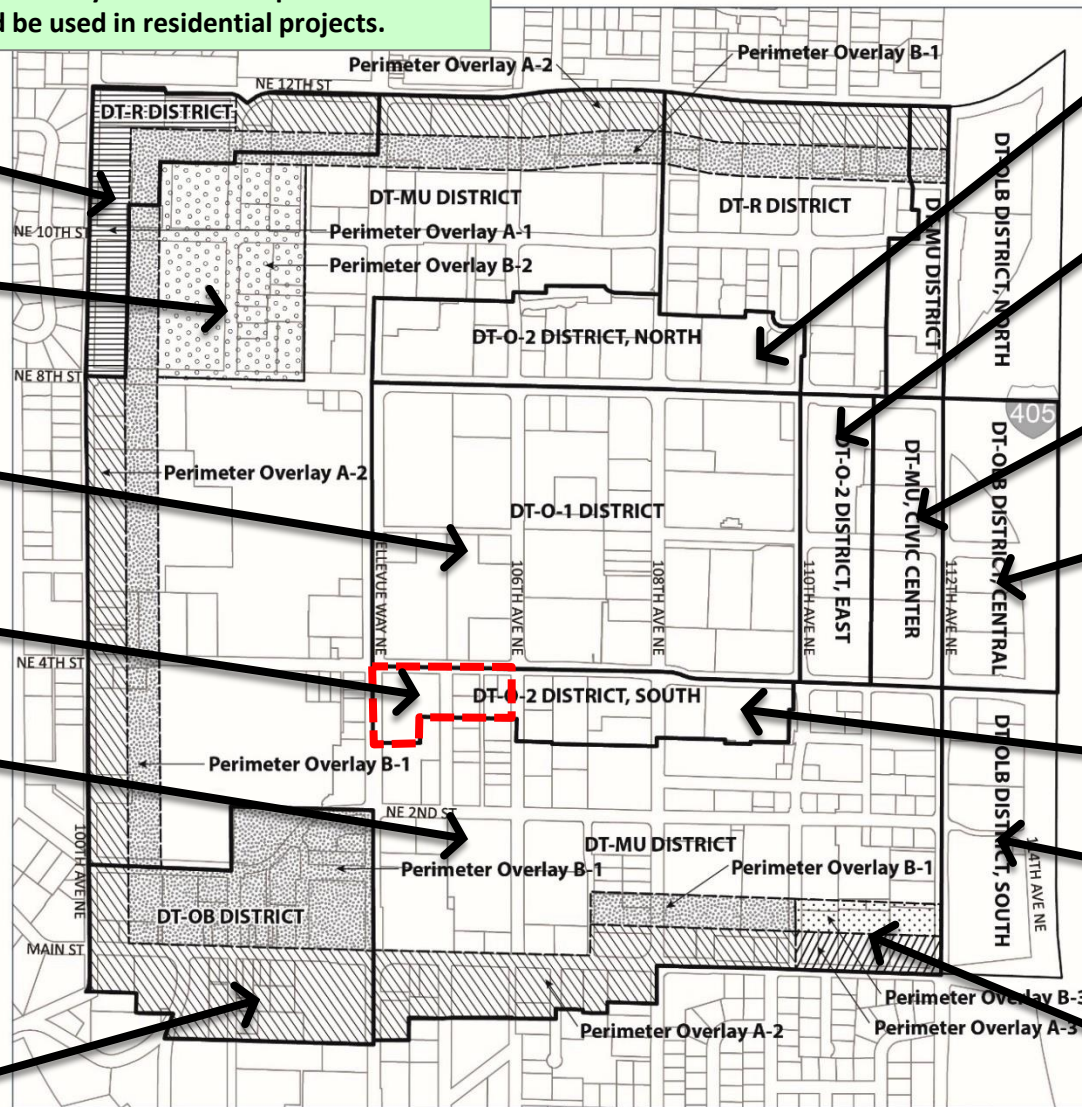 be used in residential projects.
Perimeter Overlay A-2
Perimeter Overlay B-1
NE 12TH ST
DT-R DISTRICT
DT-MU DISTRICT
DT-R DISTRICT
DT-MU DISTRICT
DT-OLB DISTRICT, NORTH
NE 10TH ST
Perimeter Overlay A-1
Perimeter Overlay B-2
DT-O-2 DISTRICT, NORTH
NE 8TH ST
405
Perimeter Overlay A-2
DT-O-1 DISTRICT
DT-O-2 DISTRICT, EAST
DT-MU, CIVIC CENTER
DT-OLB DISTRICT, CENTRAL
ELLEVUE WAY NE
106TH AVE NE
108TH AVE NE
110TH AVE NE
112TH AVE NE
NE 4TH ST
DT-O-2 DISTRICT, SOUTH
Perimeter Overlay B-1
NE 2ND ST
DT-MU DISTRICT
DT-OLB DISTRICT, SOUTH
114TH AVE NE
100TH AVE NE
Perimeter Overlay B-1
Perimeter Overlay B-1
DT-OB DISTRICT
MAIN ST
Perimeter Overlay B-3
Perimeter Overlay A-3
Perimeter Overlay A-2